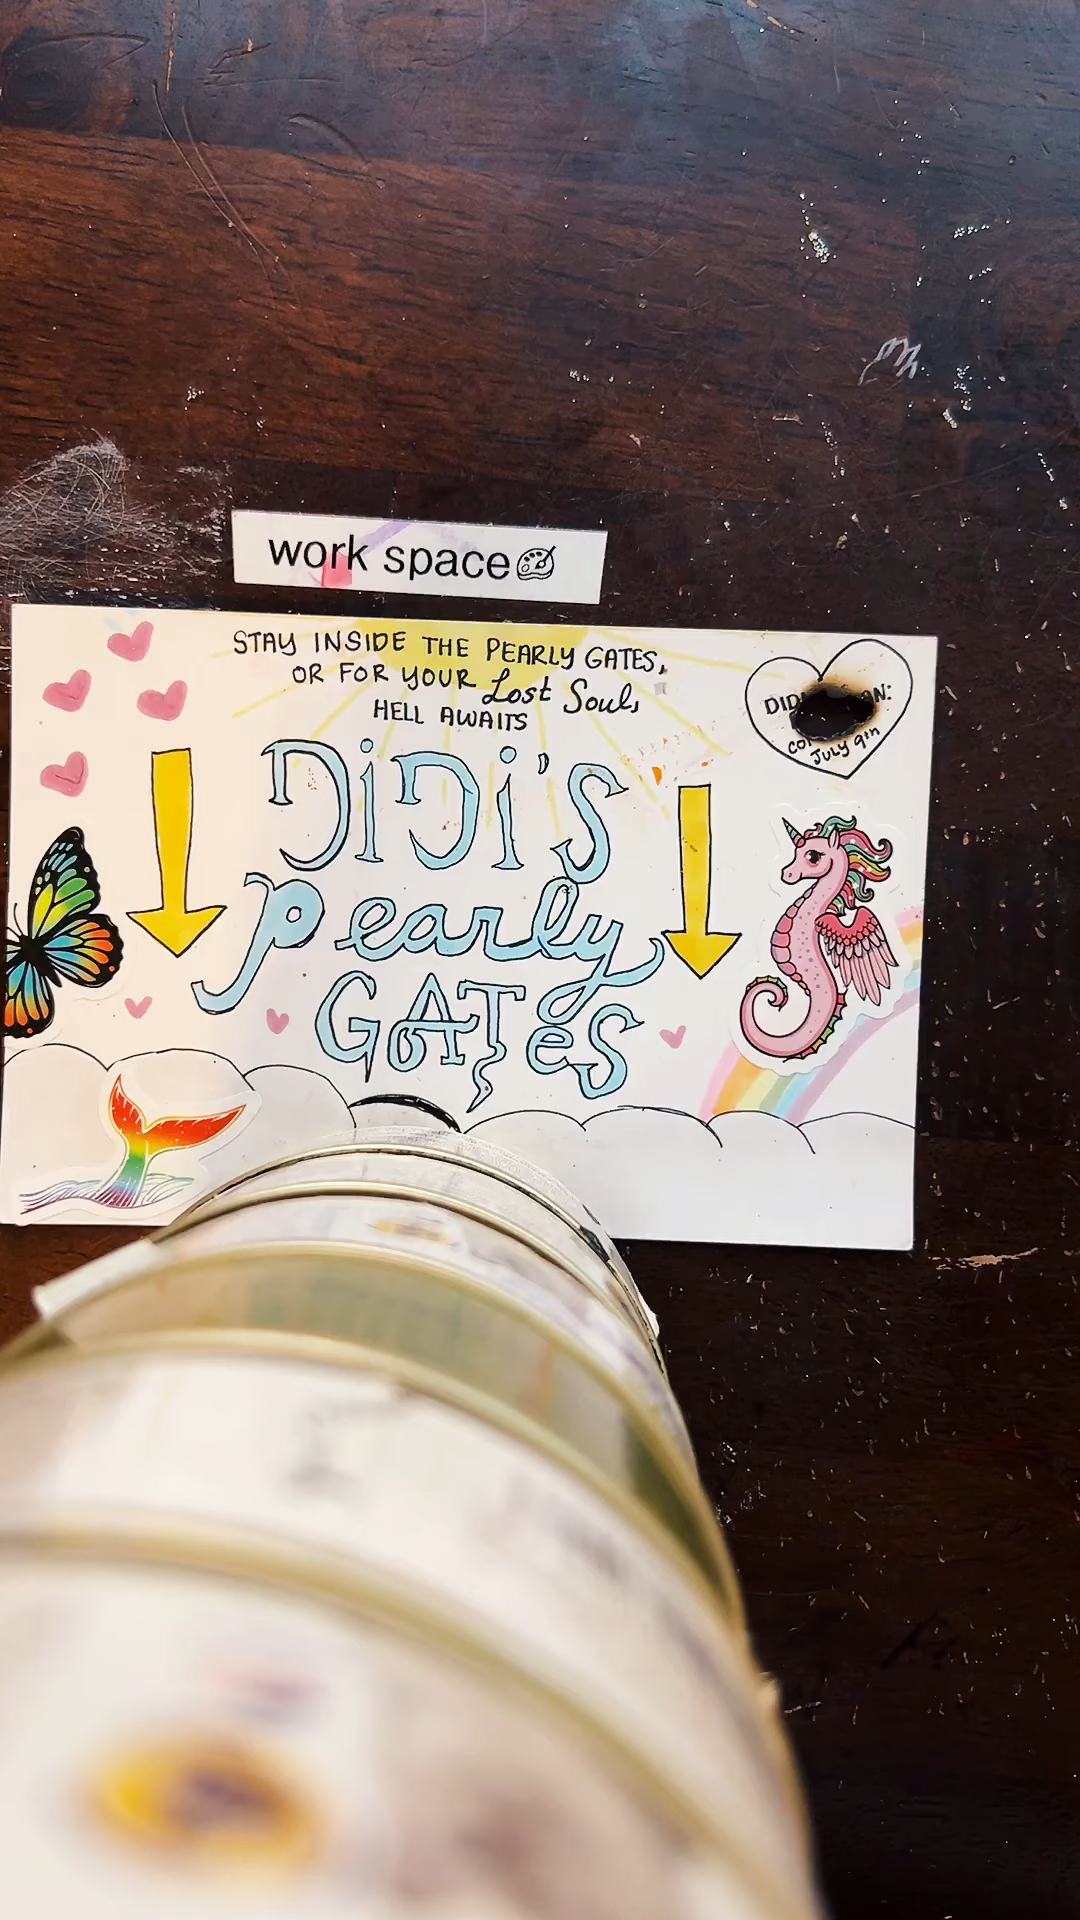 work space
STAY INSIDE THE PEARLY GATES,
OR FOR YOUR Lost Soul,
HELL AWAITS
DiDi's
Pearly
GATeS
JULY 9th